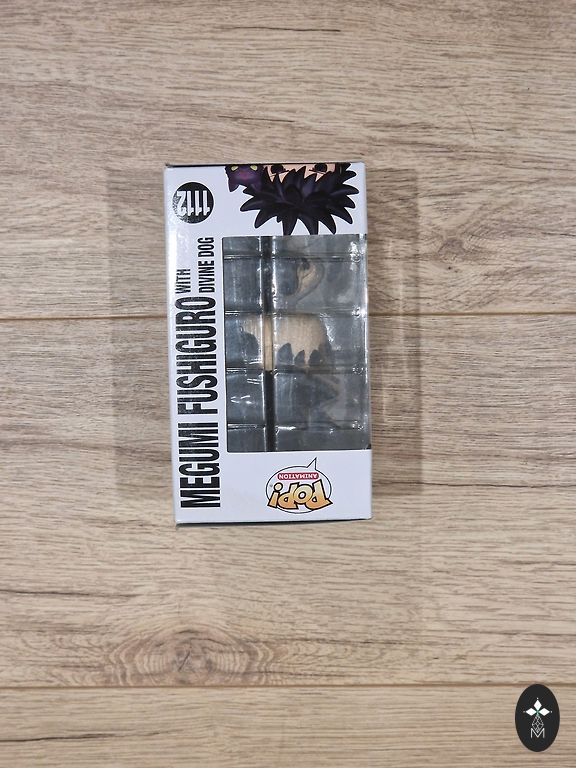 1112
MEGUMI FUSHIGURO WITH
DIVINE DOG
POP!
ANIMATION
M